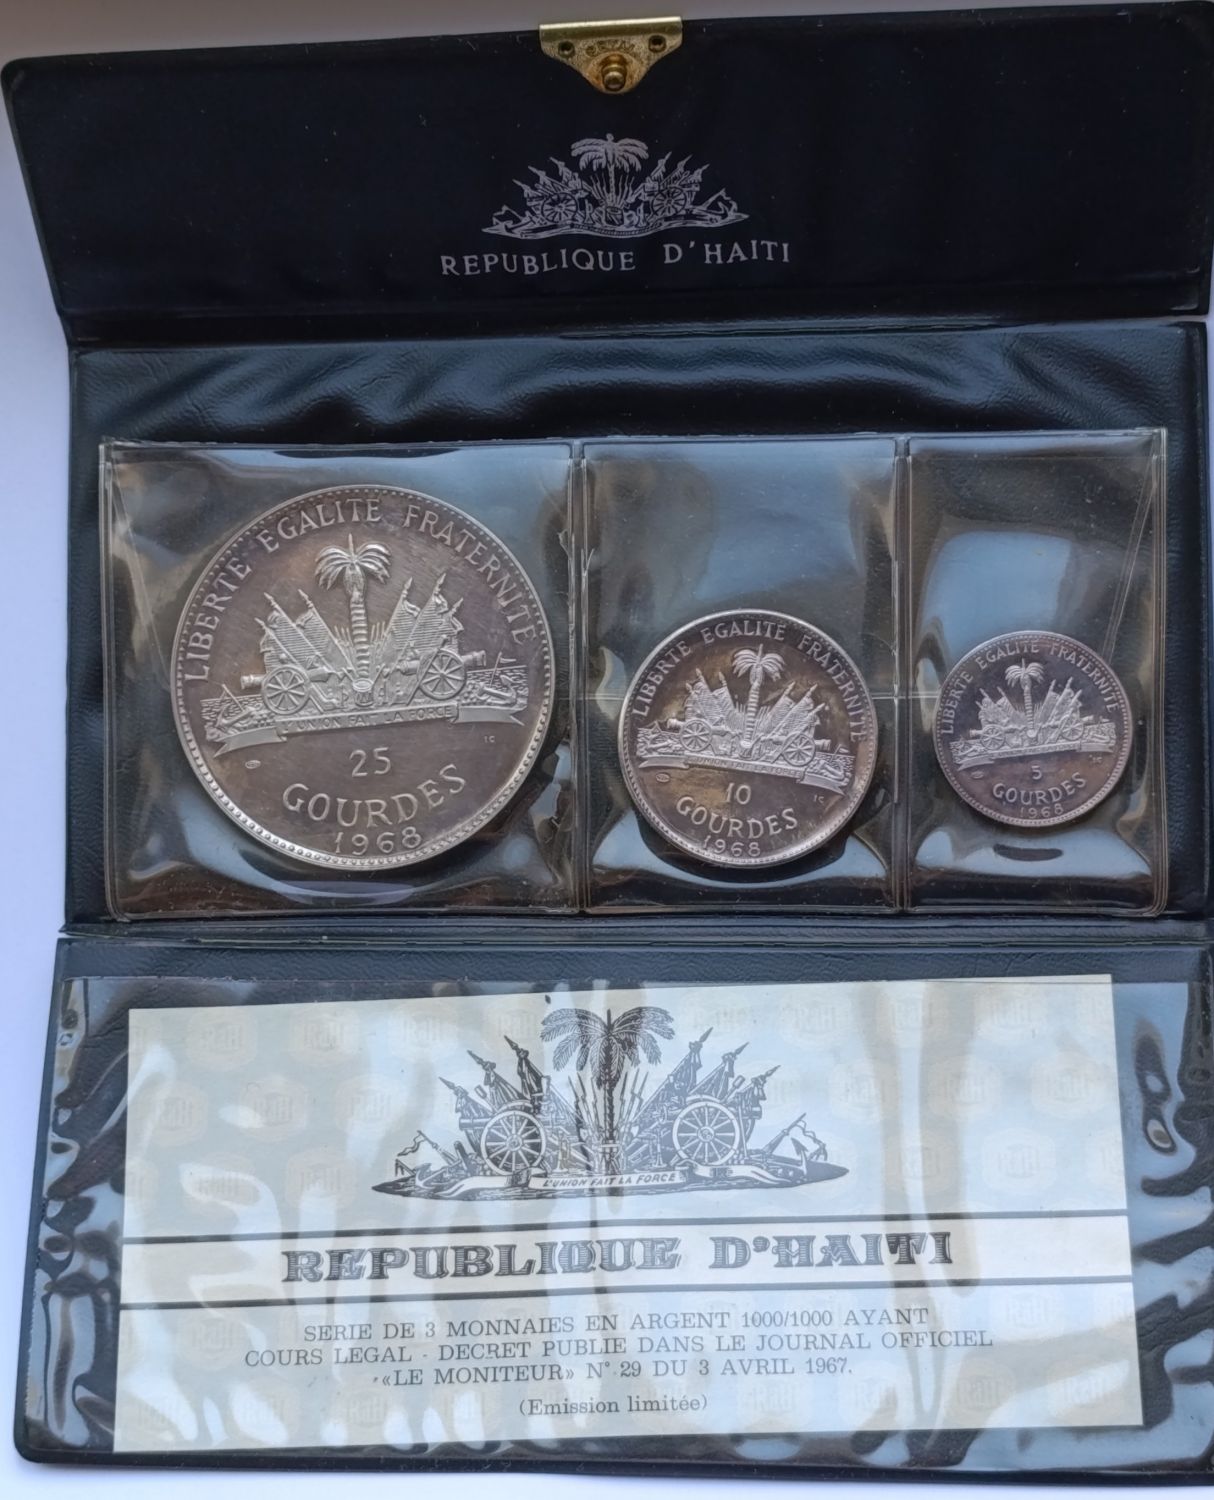 REPUBLIQUE D'HAITI
LIBERTE EGALITE FRATERNITE
L'UNION FAIT LA FORCE
1C
25
GOURDES
1968
LIBERTE EGALITE FRATERNITE
L'UNION FAIT LA FORCE
1C
10
GOURDES
1968
LIBERTE EGALITE FRATERNITE
1C
5
GOURDES
1968
L'UNION FAIT LA FORCE
REPUBLIQUE D'HAITI
SERIE DE 3 MONNAIES EN ARGENT 1000/1000 AYANT
COURS LEGAL - DECRET PUBLIE DANS LE JOURNAL OFFICIEL
«LE MONITEUR» N° 29 DU 3 AVRIL 1967.
(Emission limitée)